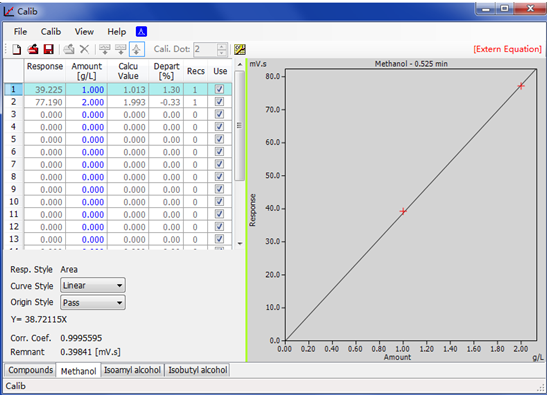 Calib
File Calib View Help
Cali. Dot: 2
[Extern Equation]
Response Amount [g/L] Calcu Value Depart [%] Recs Use
1 39.225 1.000 1.013 1.30 1
2 77.190 2.000 1.993 -0.33 1
3 0.000 0.000 0.000 0.00 0
4 0.000 0.000 0.000 0.00 0
5 0.000 0.000 0.000 0.00 0
6 0.000 0.000 0.000 0.00 0
7 0.000 0.000 0.000 0.00 0
8 0.000 0.000 0.000 0.00 0
9 0.000 0.000 0.000 0.00 0
10 0.000 0.000 0.000 0.00 0
11 0.000 0.000 0.000 0.00 0
12 0.000 0.000 0.000 0.00 0
13 0.000 0.000 0.000 0.00 0
Resp. Style Area
Curve Style Linear
Origin Style Pass
Y= 38.72115X
Corr. Coef. 0.9995595
Remnant 0.39841 [mV.s]
mV.s Methanol - 0.525 min
80.0
70.0
60.0
50.0
40.0
30.0
20.0
10.0
Response
0.00 0.20 0.40 0.60 0.80 1.00 1.20 1.40 1.60 1.80 2.00
Amount g/L
Compounds Methanol Isoamyl alcohol Isobutyl alcohol
Calib